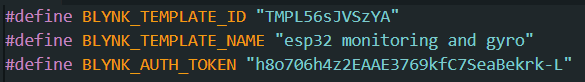 #define BLYNK_TEMPLATE_ID "TMPL56sJVSzYA"
#define BLYNK_TEMPLATE_NAME "esp32 monitoring and gyro"
#define BLYNK_AUTH_TOKEN "h8o706h4z2EAAE3769kfC7SeaBekrk-L"